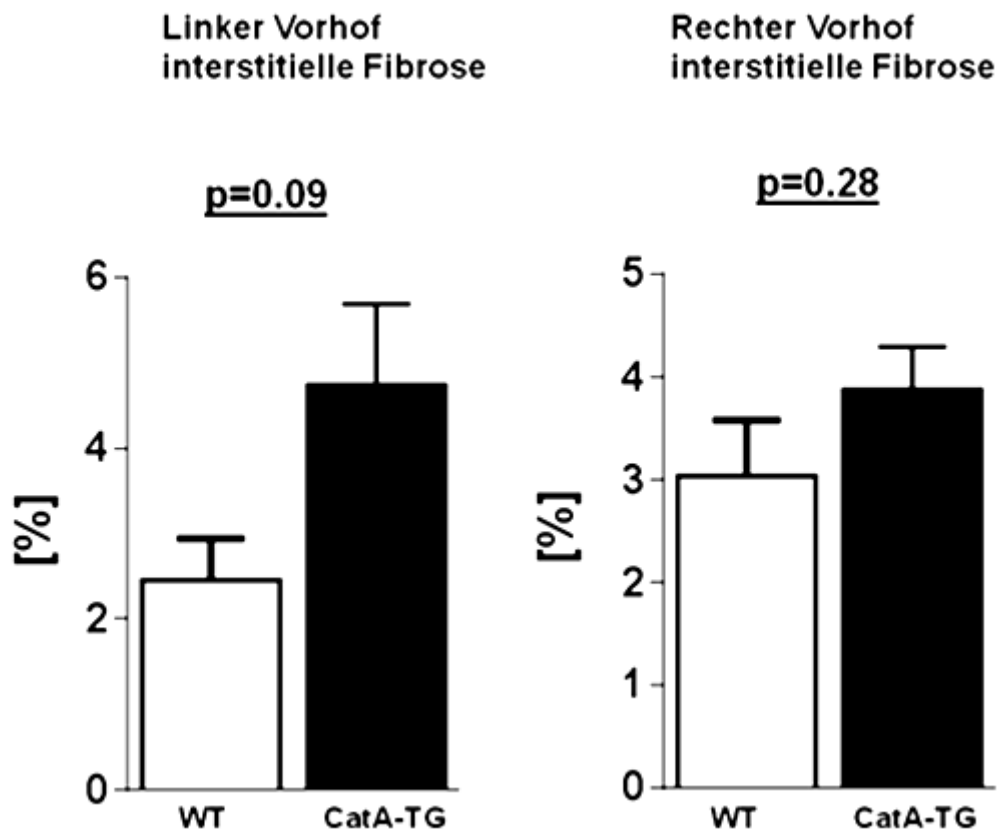 Linker Vorhof
interstitielle Fibrose
p=0.09
6
4
2
0
[%]
WT
CatA-TG
Rechter Vorhof
interstitielle Fibrose
p=0.28
5
4
3
2
1
0
[%]
WT
CatA-TG